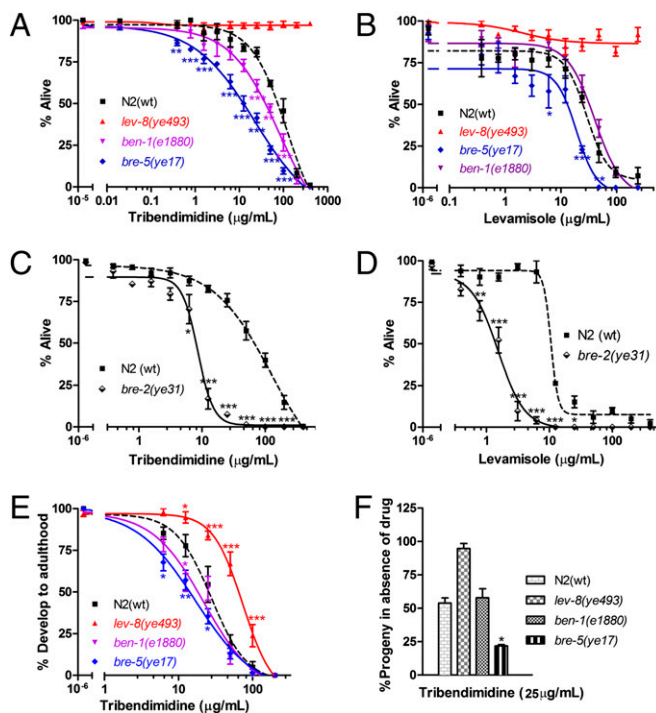 A
% Alive
100
75
50
25
0
N2(wt)
lev-8(ye493)
ben-1(e1880)
bre-5(ye17)
**
***
***
***
***
***
***
10-5 0.01 0.1 1 10 100 1000
Tribendimidine (µg/mL)
B
% Alive
100
75
50
25
0
N2(wt)
lev-8(ye493)
bre-5(ye17)
ben-1(e1880)
*
***
**
10-6 0.1 1 10 100
Levamisole (µg/mL)
C
% Alive
100
75
50
25
0
N2 (wt)
bre-2(ye31)
*
***
***
***
***
***
10-6 1 10 100
Tribendimidine (µg/mL)
D
% Alive
100
75
50
25
0
N2 (wt)
bre-2(ye31)
**
***
***
***
***
*
10-6 1 10 100
Levamisole (µg/mL)
E
% Develop to adulthood
100
75
50
25
0
N2(wt)
lev-8(ye493)
ben-1(e1880)
bre-5(ye17)
*
***
***
***
*
*
**
*
1 10 100
Tribendimidine (µg/mL)
F
%Progeny in absence of drug
125
100
75
50
25
0
N2(wt)
lev-8(ye493)
ben-1(e1880)
bre-5(ye17)
*
Tribendimidine (25µg/mL)